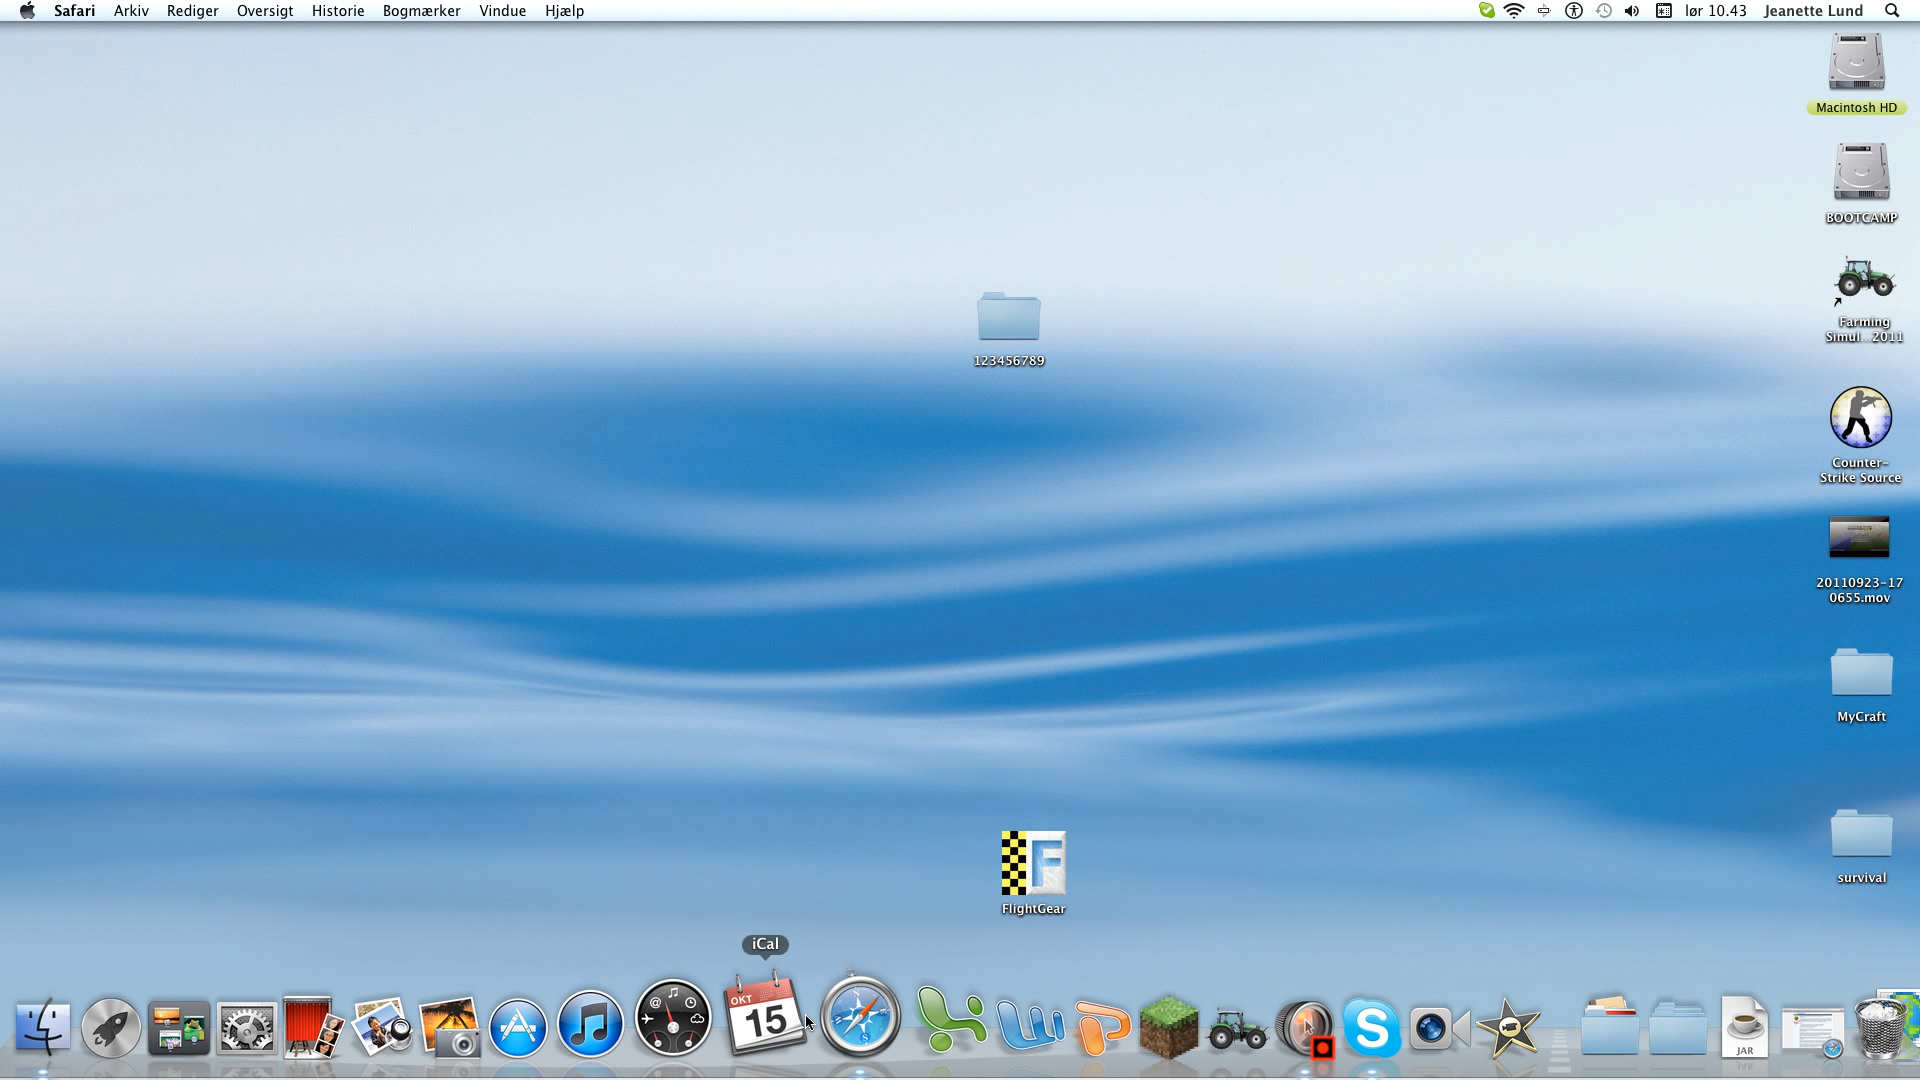 Safari Arkiv Rediger Oversigt Historie Bogmærker Vindue Hjælp lør 10.43 Jeanette Lund
Macintosh HD
BOOTCAMP
Farming
Simul...2011
123456789
Counter-
Strike Source
20110923-17
0655.mov
MyCraft
survival
FlightGear
iCal
OKT
15
JAR